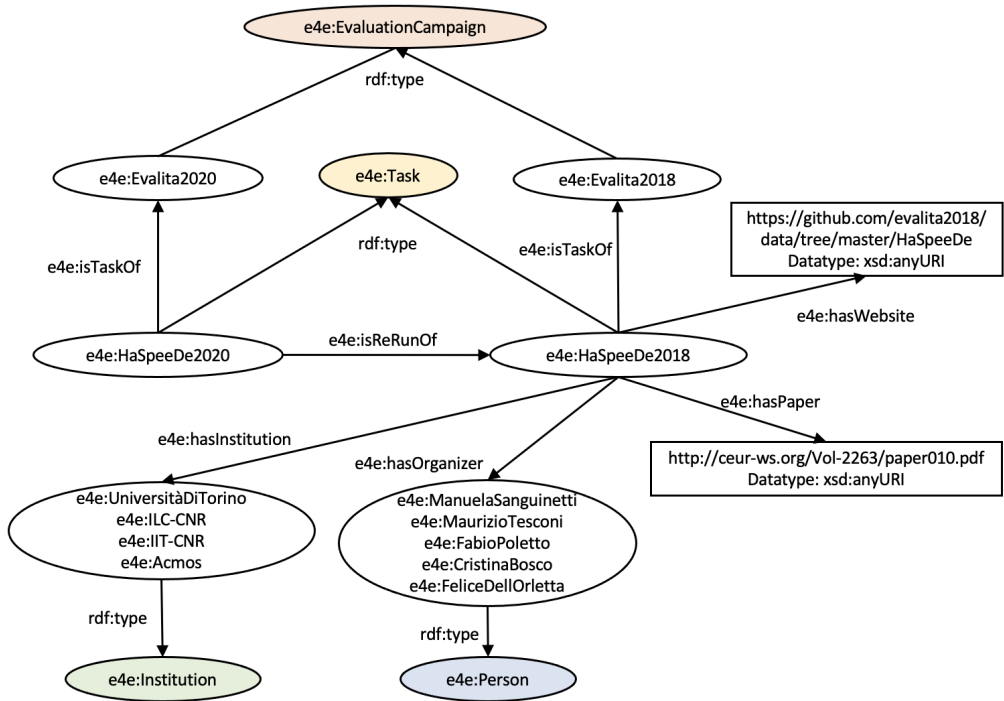 e4e:EvaluationCampaign
rdf:type
e4e:Evalita2020
e4e:Task
e4e:Evalita2018
https://github.com/evalita2018/
data/tree/master/HaSpeeDe
Datatype: xsd:anyURI
rdf:type
e4e:isTaskOf
e4e:isTaskOf
e4e:hasWebsite
e4e:HaSpeeDe2020
e4e:isReRunOf
e4e:HaSpeeDe2018
e4e:hasPaper
e4e:hasInstitution
e4e:hasOrganizer
http://ceur-ws.org/Vol-2263/paper010.pdf
Datatype: xsd:anyURI
e4e:UniversitàDiTorino
e4e:ILC-CNR
e4e:IIT-CNR
e4e:Acmos
e4e:ManuelaSanguinetti
e4e:MaurizioTesconi
e4e:FabioPoletto
e4e:CristinaBosco
e4e:FeliceDellOrletta
rdf:type
rdf:type
e4e:Institution
e4e:Person